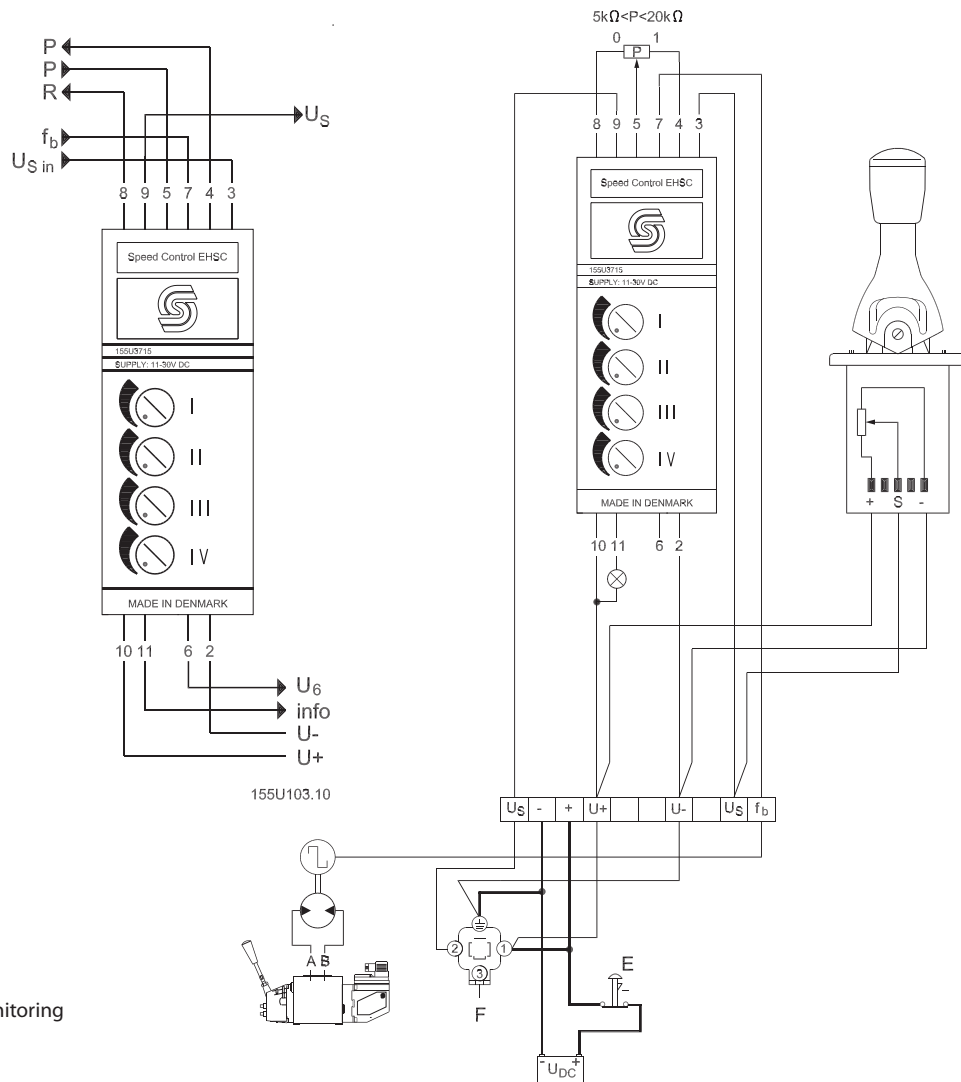 P
P
R
U_S
f_b
U_S in
8 9 5 7 4 3
Speed Control EHSC
155U3715
SUPPLY: 11-30V DC
I
II
III
IV
MADE IN DENMARK
10 11 6 2
U_6
info
U-
U+
155U103.10
5kΩ<P<20kΩ
0 1
P
8 9 5 7 4 3
Speed Control EHSC
155U3715
SUPPLY: 11-30V DC
I
II
III
IV
MADE IN DENMARK
10 11 6 2
+ S -
U_S - + U+ U- U_S f_b
A B
2 1
3
F
E
- U_DC +
nitoring